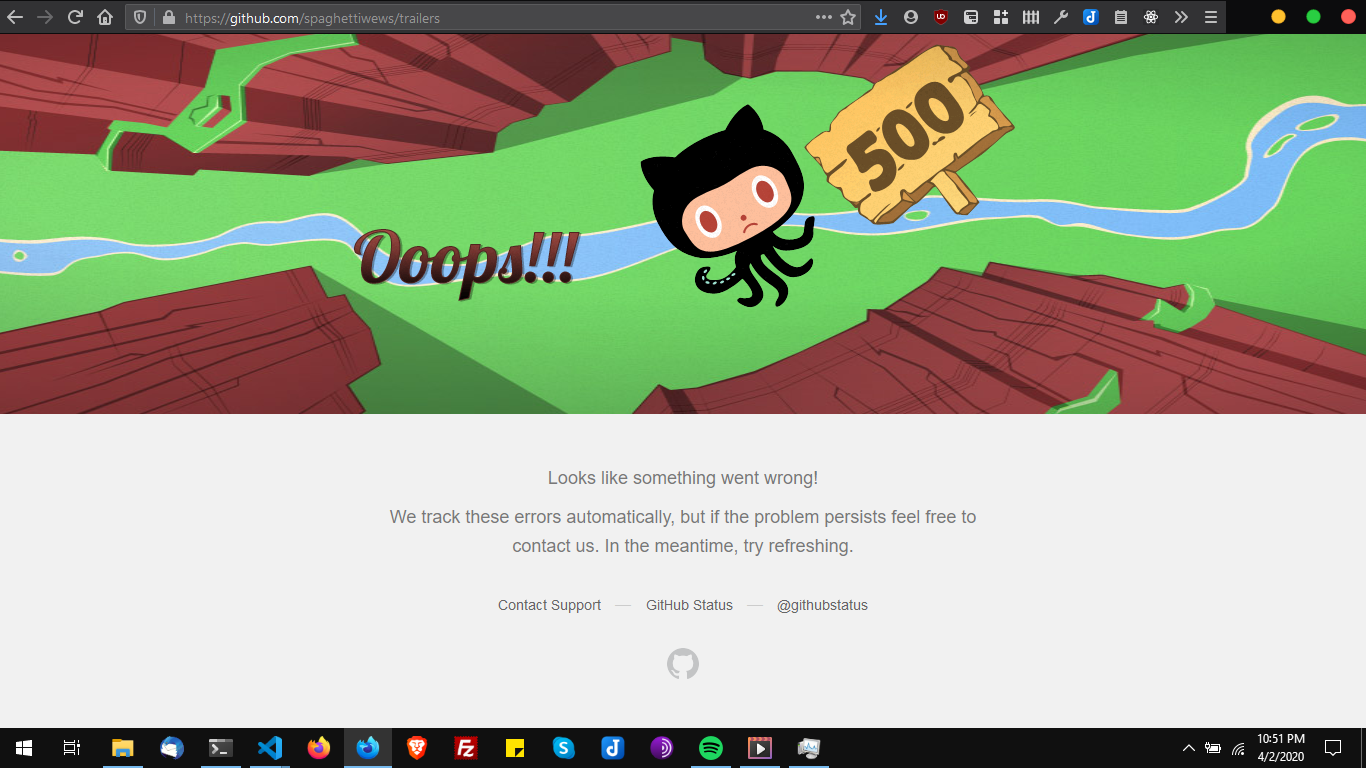 https://github.com/spaghettiwews/trailers
500
Ooops!!!
Looks like something went wrong!
We track these errors automatically, but if the problem persists feel free to
contact us. In the meantime, try refreshing.
Contact Support — GitHub Status — @githubstatus
10:51 PM
4/2/2020